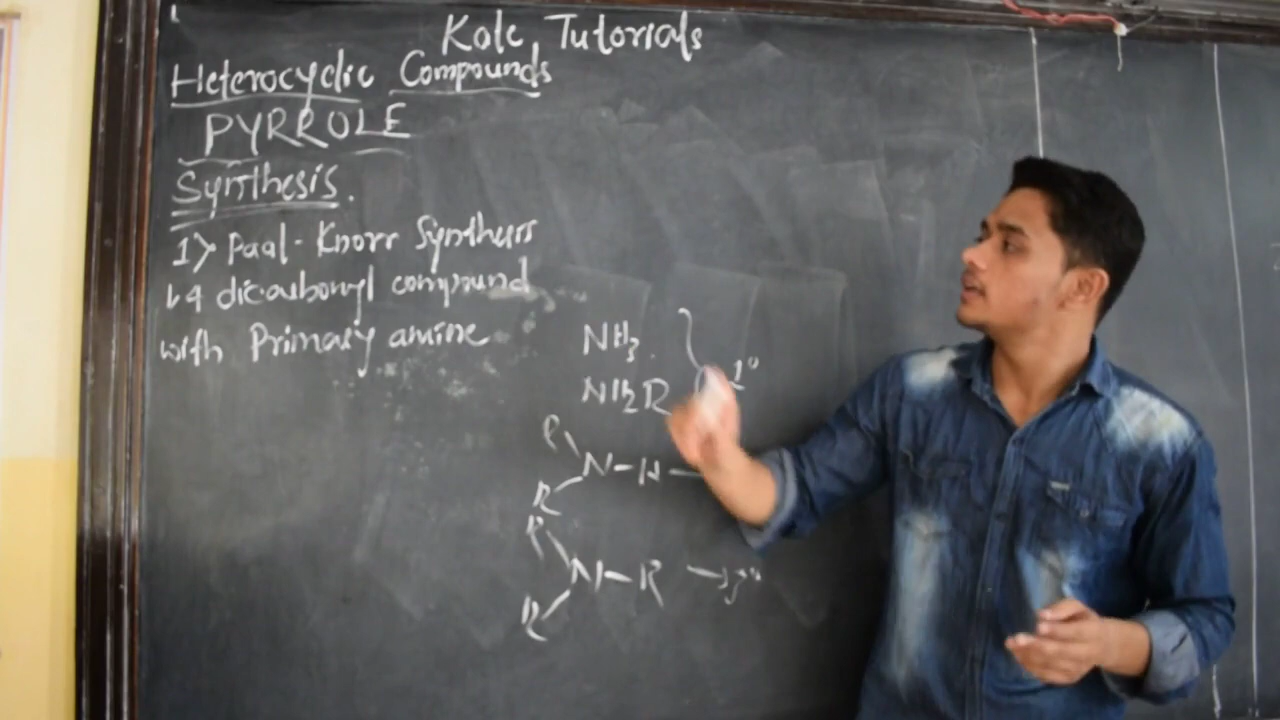 Kole Tutorials
Heterocyclic Compounds
PYRROLE
Synthesis.
1> Paal-Knorr Synthesis
1,4 dicarbonyl compound
with Primary amine
NH3.
NH2R 1°
R
N-H
R
R
N-R → 3°
R